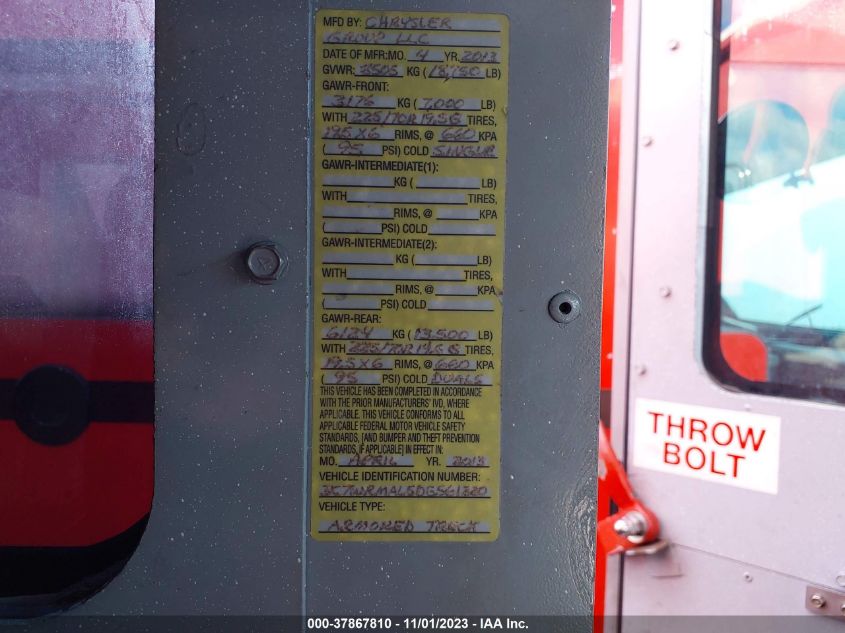 MFD BY: CHRYSLER
GROUP LLC
DATE OF MFR:MO. 4 YR. 2013
GVWR: 8505 KG (18,750 LB)
GAWR-FRONT:
3176 KG (7,000 LB)
WITH 225/70R19.5G TIRES,
19.5X6 RIMS, @ 660 KPA
(95 PSI) COLD SINGLE
GAWR-INTERMEDIATE(1):
KG ( LB)
WITH TIRES,
RIMS, @ KPA
( PSI) COLD
GAWR-INTERMEDIATE(2):
KG ( LB)
WITH TIRES,
RIMS, @ KPA
( PSI) COLD
GAWR-REAR:
6124 KG (13,500 LB)
WITH 225/70R19.5G TIRES,
19.5X6 RIMS, @ 660 KPA
(95 PSI) COLD DUALS
THIS VEHICLE HAS BEEN COMPLETED IN ACCORDANCE
WITH THE PRIOR MANUFACTURERS' IVD, WHERE
APPLICABLE. THIS VEHICLE CONFORMS TO ALL
APPLICABLE FEDERAL MOTOR VEHICLE SAFETY
STANDARDS, (AND BUMPER AND THEFT PREVENTION
STANDARDS, IF APPLICABLE) IN EFFECT IN:
MO. APRIL YR. 2013
VEHICLE IDENTIFICATION NUMBER:
3C7WRMAL5DG561320
VEHICLE TYPE:
ARMORED TRUCK
THROW
BOLT
000-37867810 / 11/01/2023 - IAA Inc.